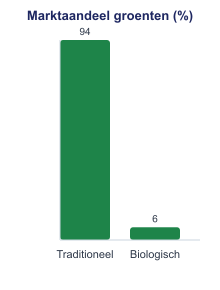 Marktaandeel groenten (%)
94
6
Traditioneel Biologisch